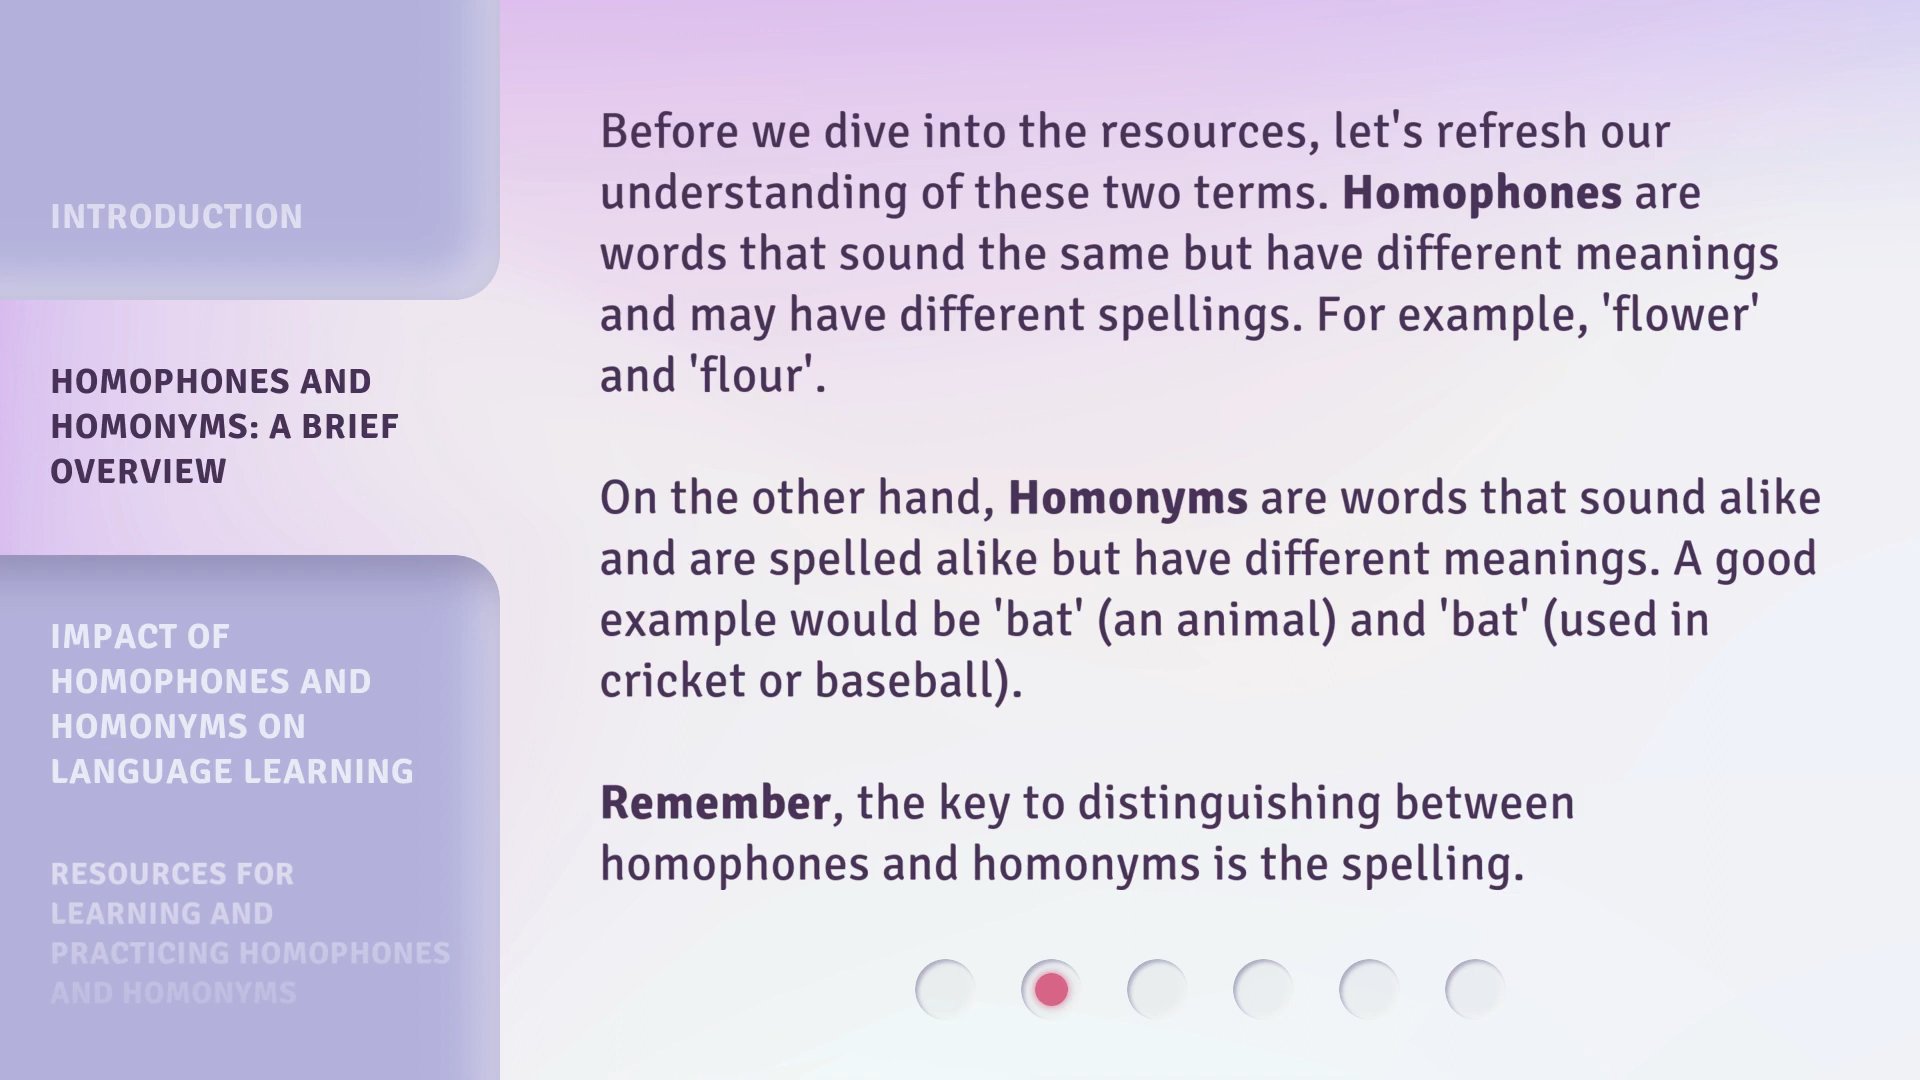 INTRODUCTION
HOMOPHONES AND
HOMONYMS: A BRIEF
OVERVIEW
IMPACT OF
HOMOPHONES AND
HOMONYMS ON
LANGUAGE LEARNING
RESOURCES FOR
LEARNING AND
PRACTICING HOMOPHONES
AND HOMONYMS
Before we dive into the resources, let's refresh our
understanding of these two terms. Homophones are
words that sound the same but have different meanings
and may have different spellings. For example, 'flower'
and 'flour'.
On the other hand, Homonyms are words that sound alike
and are spelled alike but have different meanings. A good
example would be 'bat' (an animal) and 'bat' (used in
cricket or baseball).
Remember, the key to distinguishing between
homophones and homonyms is the spelling.